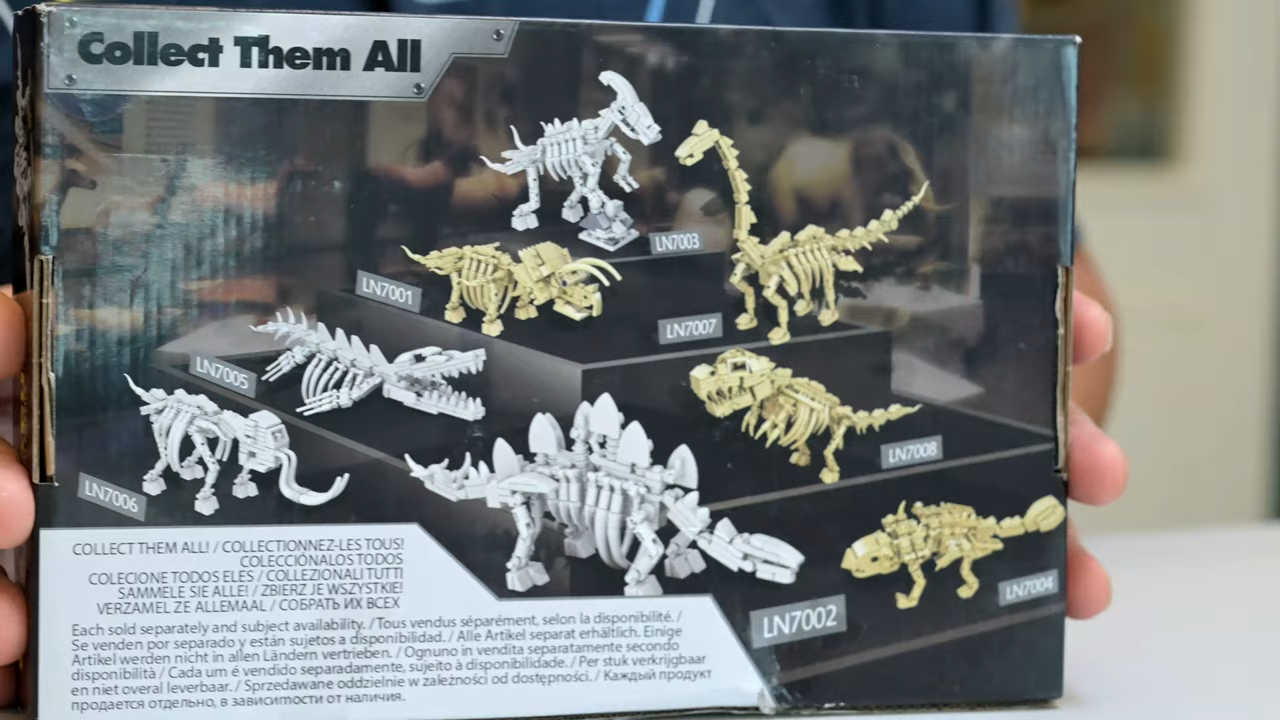 Collect Them All
LN7003
LN7001
LN7007
LN7005
LN7008
LN7006
LN7004
LN7002
COLLECT THEM ALL! / COLLECTIONNEZ-LES TOUS!
COLECCIÓNALOS TODOS
COLECIONE TODOS ELES / COLLEZIONALI TUTTI
SAMMELE SIE ALLE! / ZBIERZ JE WSZYSTKIE!
VERZAMEL ZE ALLEMAAL / СОБРАТЬ ИХ ВСЕХ
Each sold separately and subject availability. / Tous vendus séparément, selon la disponibilité. /
Se venden por separado y están sujetos a disponibilidad. / Alle Artikel separat erhältlich. Einige
Artikel werden nicht in allen Ländern vertrieben. / Ognuno in vendita separatamente secondo
disponibilità / Cada um é vendido separadamente, sujeito à disponibilidade. / Per stuk verkrijgbaar
en niet overal leverbaar. / Sprzedawane oddzielnie w zależności od dostępności. / Каждый продукт
продается отдельно, в зависимости от наличия.